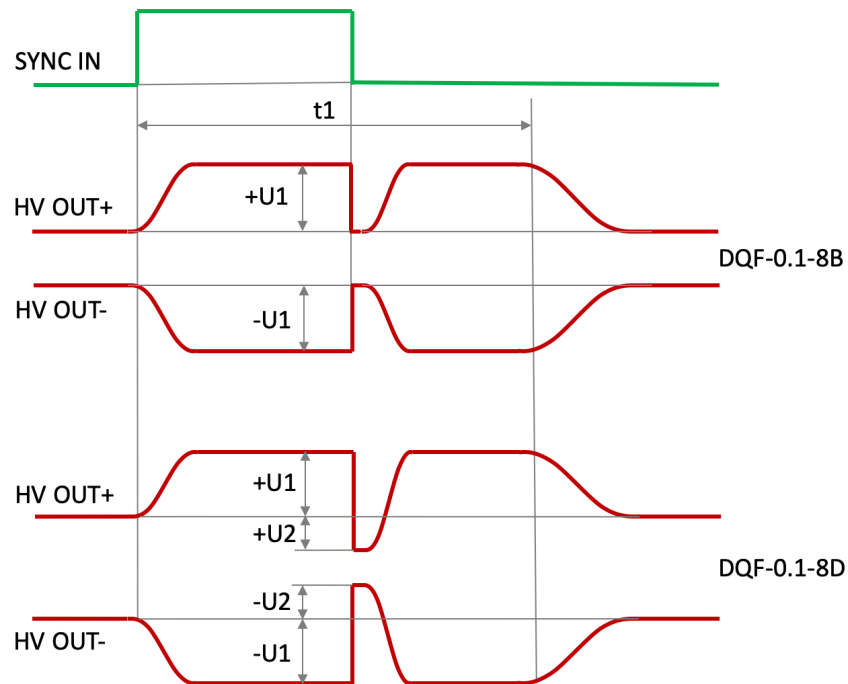 SYNC IN
t1
HV OUT+
+U1
DQF-0.1-8B
HV OUT-
-U1
HV OUT+
+U1
+U2
DQF-0.1-8D
-U2
HV OUT-
-U1